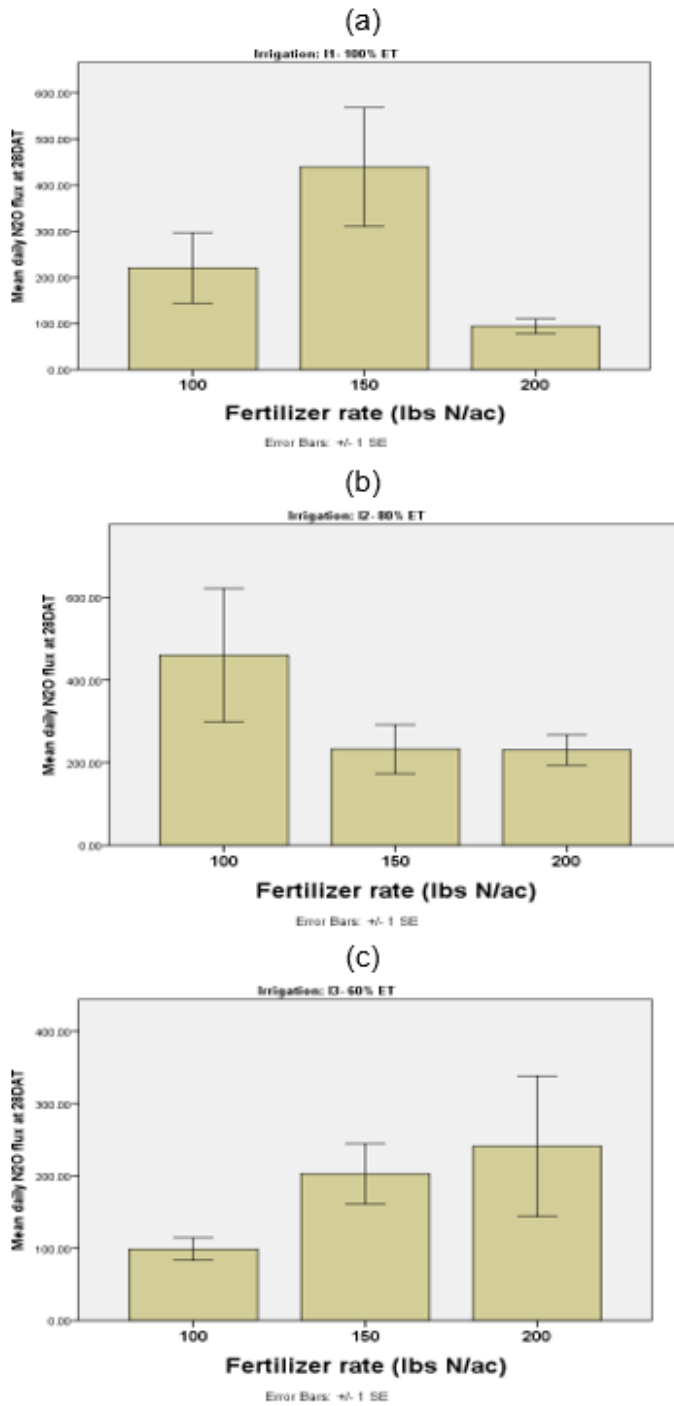 (a)
Irrigation: I1- 100% ET
Mean daily N2O flux at 28DAT
600.00
500.00
400.00
300.00
200.00
100.00
0.00
100 150 200
Fertilizer rate (lbs N/ac)
Error Bars: +/- 1 SE
(b)
Irrigation: I2- 80% ET
Mean daily N2O flux at 28DAT
600.00
400.00
200.00
0.00
100 150 200
Fertilizer rate (lbs N/ac)
Error Bars: +/- 1 SE
(c)
Irrigation: I3- 60% ET
Mean daily N2O flux at 28DAT
400.00
300.00
200.00
100.00
0.00
100 150 200
Fertilizer rate (lbs N/ac)
Error Bars: +/- 1 SE